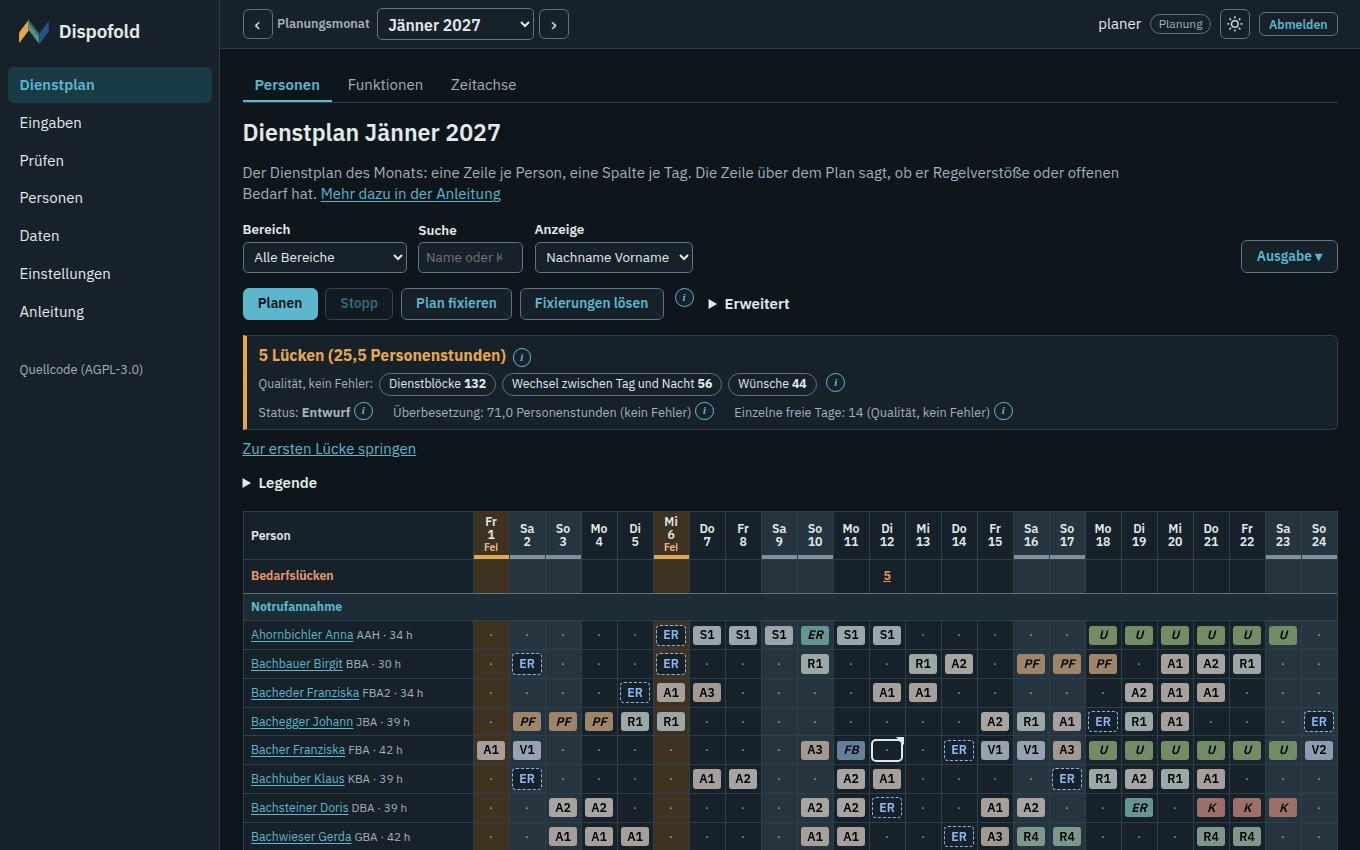 Dispofold
Dienstplan
Eingaben
Prüfen
Personen
Daten
Einstellungen
Anleitung
Quellcode (AGPL-3.0)
‹ Planungsmonat Jänner 2027 ›
planer Planung Abmelden
Personen Funktionen Zeitachse
Dienstplan Jänner 2027
Der Dienstplan des Monats: eine Zeile je Person, eine Spalte je Tag. Die Zeile über dem Plan sagt, ob er Regelverstöße oder offenen
Bedarf hat. Mehr dazu in der Anleitung
Bereich Suche Anzeige
Alle Bereiche Name oder K Nachname Vorname Ausgabe ▾
Planen Stopp Plan fixieren Fixierungen lösen i ▶ Erweitert
5 Lücken (25,5 Personenstunden) i
Qualität, kein Fehler: Dienstblöcke 132 Wechsel zwischen Tag und Nacht 56 Wünsche 44 i
Status: Entwurf i Überbesetzung: 71,0 Personenstunden (kein Fehler) i Einzelne freie Tage: 14 (Qualität, kein Fehler) i
Zur ersten Lücke springen
▶ Legende
Person Fr 1 Fei Sa 2 So 3 Mo 4 Di 5 Mi 6 Fei Do 7 Fr 8 Sa 9 So 10 Mo 11 Di 12 Mi 13 Do 14 Fr 15 Sa 16 So 17 Mo 18 Di 19 Mi 20 Do 21 Fr 22 Sa 23 So 24
Bedarfslücken 5
Notrufannahme
Ahornbichler Anna AAH · 34 h · · · · · ER S1 S1 S1 ER S1 S1 · · · · · U U U U U U ·
Bachbauer Birgit BBA · 30 h · ER · · · ER · · · R1 · · R1 A2 · PF PF PF · A1 A2 R1 · ·
Bacheder Franziska FBA2 · 34 h · · · · ER A1 A3 · · · · A1 A1 · · · · · A2 A1 A1 · · ·
Bachegger Johann JBA · 39 h · PF PF PF R1 R1 · · · · · · · · A2 R1 A1 ER R1 A1 · · · ER
Bacher Franziska FBA · 42 h A1 V1 · · · · · · · A3 FB · · ER V1 V1 A3 U U U U U U V2
Bachhuber Klaus KBA · 39 h · ER · · · · A1 A2 · · A2 A1 · · · · ER R1 A2 R1 A1 · · ·
Bachsteiner Doris DBA · 39 h · · A2 A2 · · · · · A2 A2 ER · · A1 A2 · · ER · K K K ·
Bachwieser Gerda GBA · 42 h · · A1 A1 A1 · · · · A1 A1 · · ER A3 R4 R4 · · · R4 R4 · ·